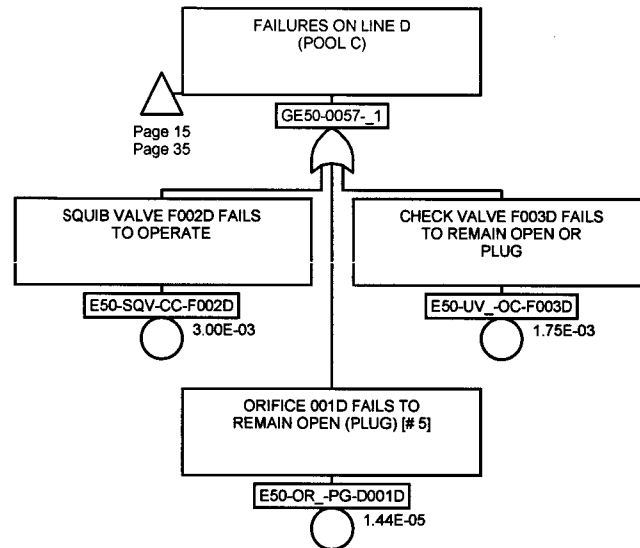 FAILURES ON LINE D
(POOL C)
Page 15
Page 35
GE50-0057-_1
SQUIB VALVE F002D FAILS
TO OPERATE
E50-SQV-CC-F002D
3.00E-03
CHECK VALVE F003D FAILS
TO REMAIN OPEN OR
PLUG
E50-UV_-OC-F003D
1.75E-03
ORIFICE 001D FAILS TO
REMAIN OPEN (PLUG) [# 5]
E50-OR_-PG-D001D
1.44E-05